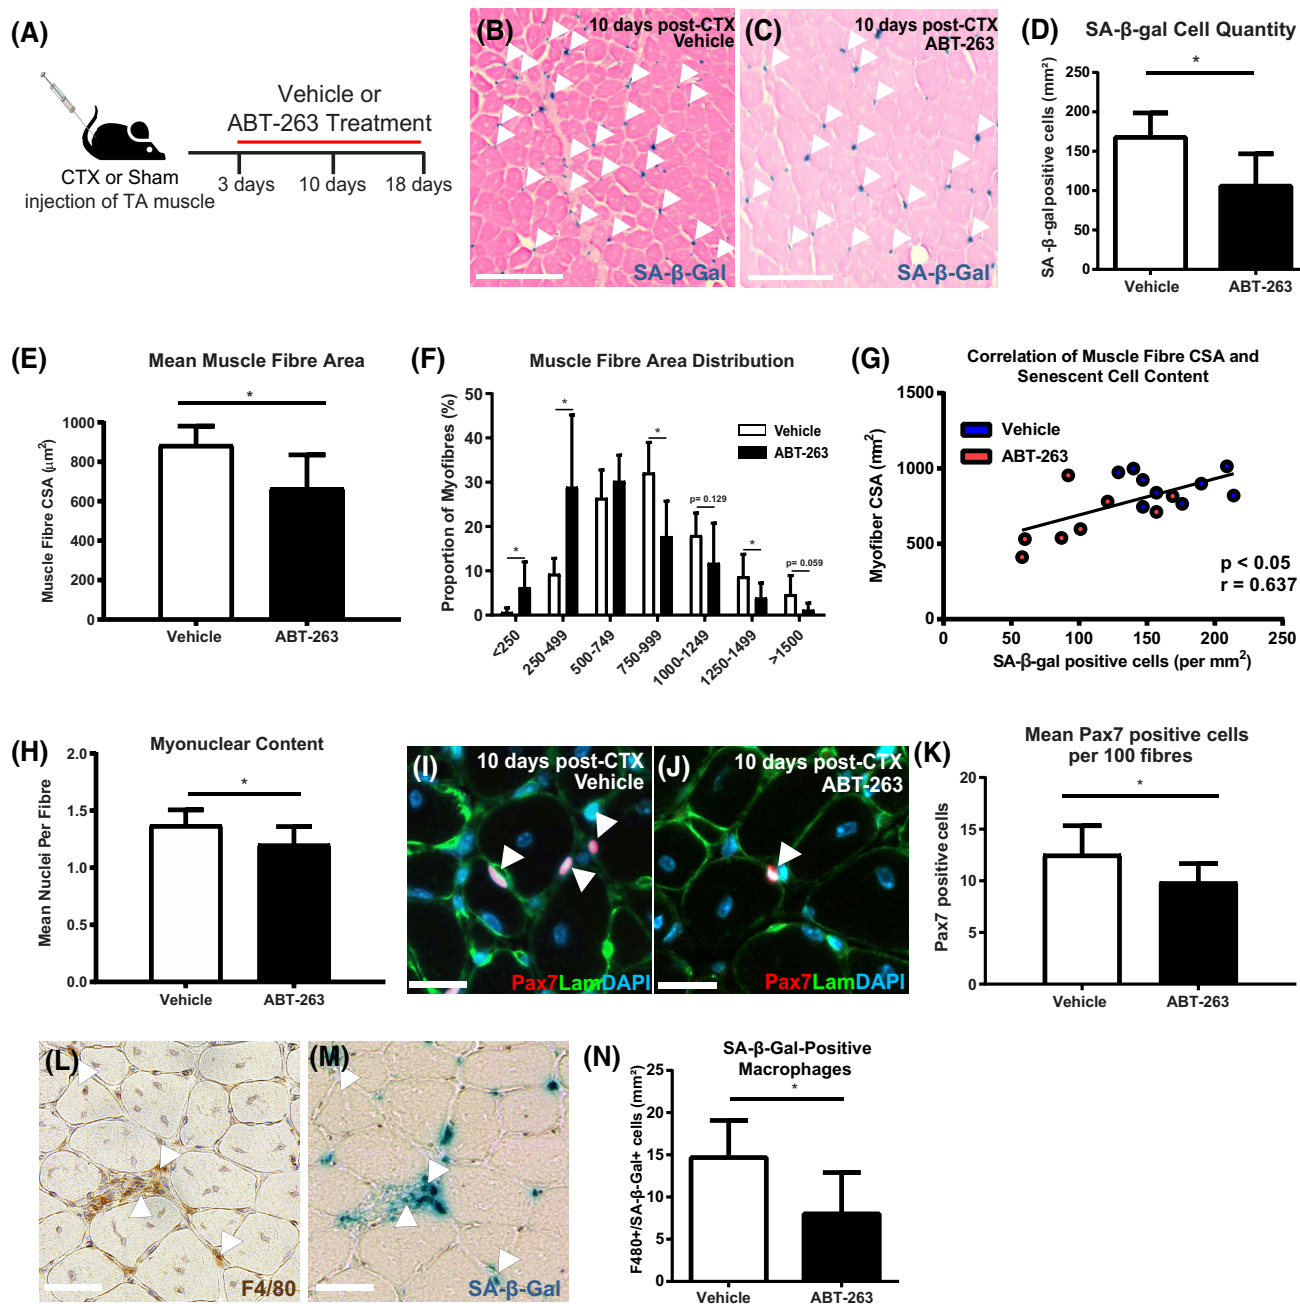 (A)
Vehicle or
ABT-263 Treatment
CTX or Sham
injection of TA muscle
3 days
10 days
18 days
(B)
10 days post-CTX
Vehicle
SA-β-Gal
(C)
10 days post-CTX
ABT-263
SA-β-Gal
(D)
SA-β-gal Cell Quantity
*
SA-β-gal positive cells (mm²)
250
200
150
100
50
0
Vehicle
ABT-263
(E)
Mean Muscle Fibre Area
*
Muscle Fibre CSA (μm²)
1000
800
600
400
200
0
Vehicle
ABT-263
(F)
Muscle Fibre Area Distribution
Proportion of Myofibres (%)
50
40
30
20
10
0
*
*
*
p= 0.129
*
p= 0.059
Vehicle
ABT-263
<250
250-499
500-749
750-999
1000-1249
1250-1499
>1500
(G)
Correlation of Muscle Fibre CSA and
Senescent Cell Content
Myofiber CSA (mm²)
1500
1000
500
0
Vehicle
ABT-263
p < 0.05
r = 0.637
0
50
100
150
200
250
SA-β-gal positive cells (per mm²)
(H)
Myonuclear Content
*
Mean Nuclei Per Fibre
2.0
1.5
1.0
0.5
0.0
Vehicle
ABT-263
(I)
10 days post-CTX
Vehicle
Pax7LamDAPI
(J)
10 days post-CTX
ABT-263
Pax7LamDAPI
(K)
Mean Pax7 positive cells
per 100 fibres
*
Pax7 positive cells
20
15
10
5
0
Vehicle
ABT-263
(L)
F4/80
(M)
SA-β-Gal
(N)
SA-β-Gal-Positive
Macrophages
*
F480+/SA-β-Gal+ cells (mm²)
25
20
15
10
5
0
Vehicle
ABT-263